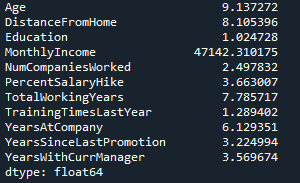 Age 9.137272
DistanceFromHome 8.105396
Education 1.024728
MonthlyIncome 47142.310175
NumCompaniesWorked 2.497832
PercentSalaryHike 3.663007
TotalWorkingYears 7.785717
TrainingTimesLastYear 1.289402
YearsAtCompany 6.129351
YearsSinceLastPromotion 3.224994
YearsWithCurrManager 3.569674
dtype: float64